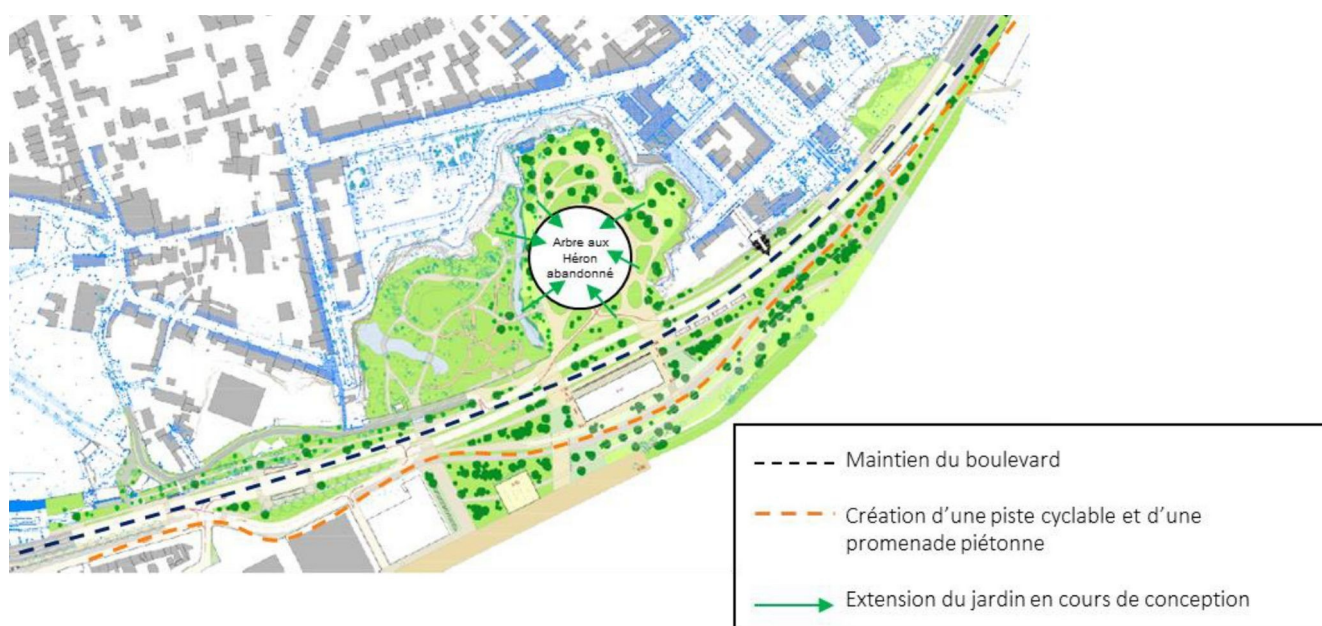 Arbre aux
Héron
abandonné
Maintien du boulevard
Création d’une piste cyclable et d’une
promenade piétonne
Extension du jardin en cours de conception